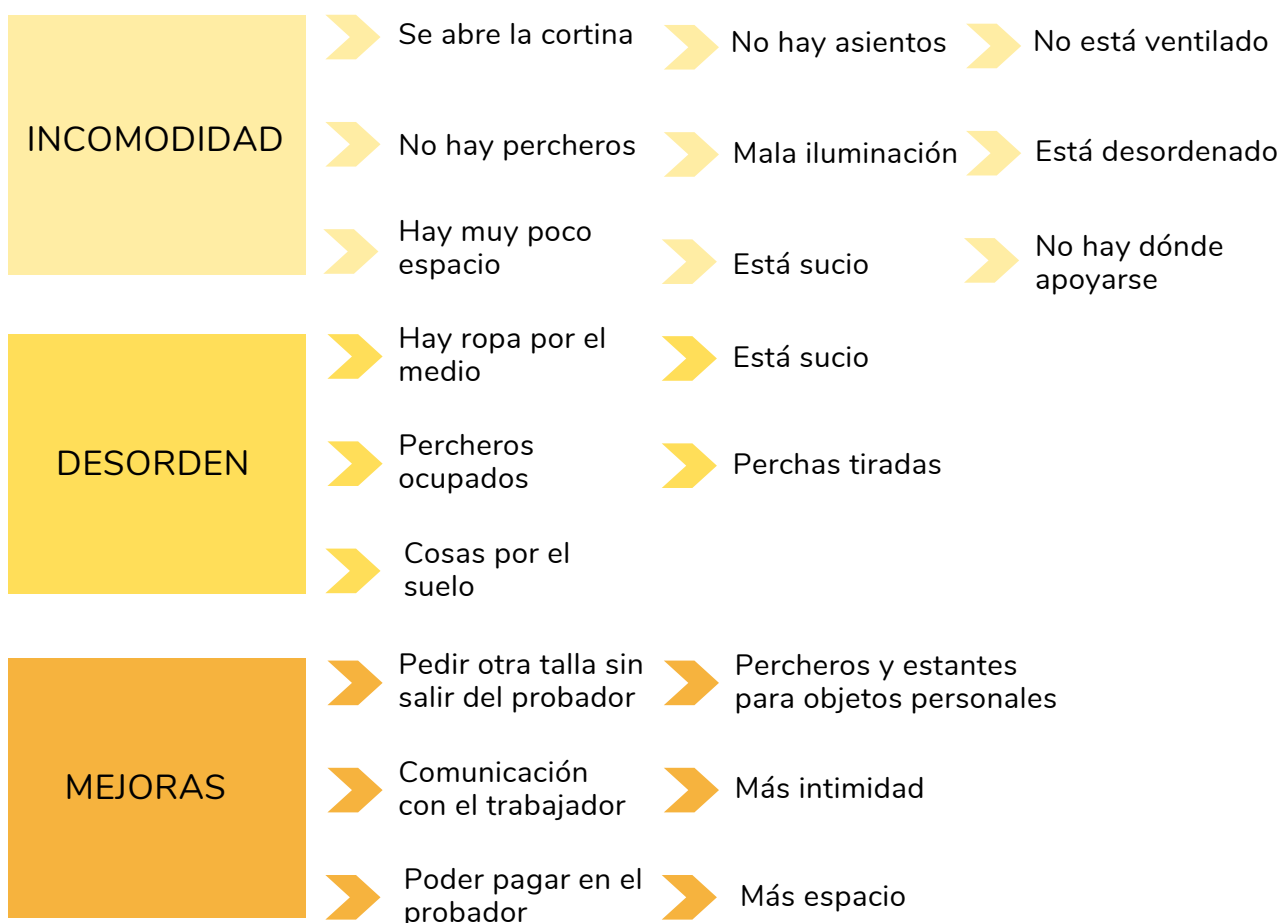 INCOMODIDAD
Se abre la cortina
No hay asientos
No está ventilado
No hay percheros
Mala iluminación
Está desordenado
Hay muy poco
espacio
Está sucio
No hay dónde
apoyarse
DESORDEN
Hay ropa por el
medio
Está sucio
Percheros
ocupados
Perchas tiradas
Cosas por el
suelo
MEJORAS
Pedir otra talla sin
salir del probador
Percheros y estantes
para objetos personales
Comunicación
con el trabajador
Más intimidad
Poder pagar en el
probador
Más espacio